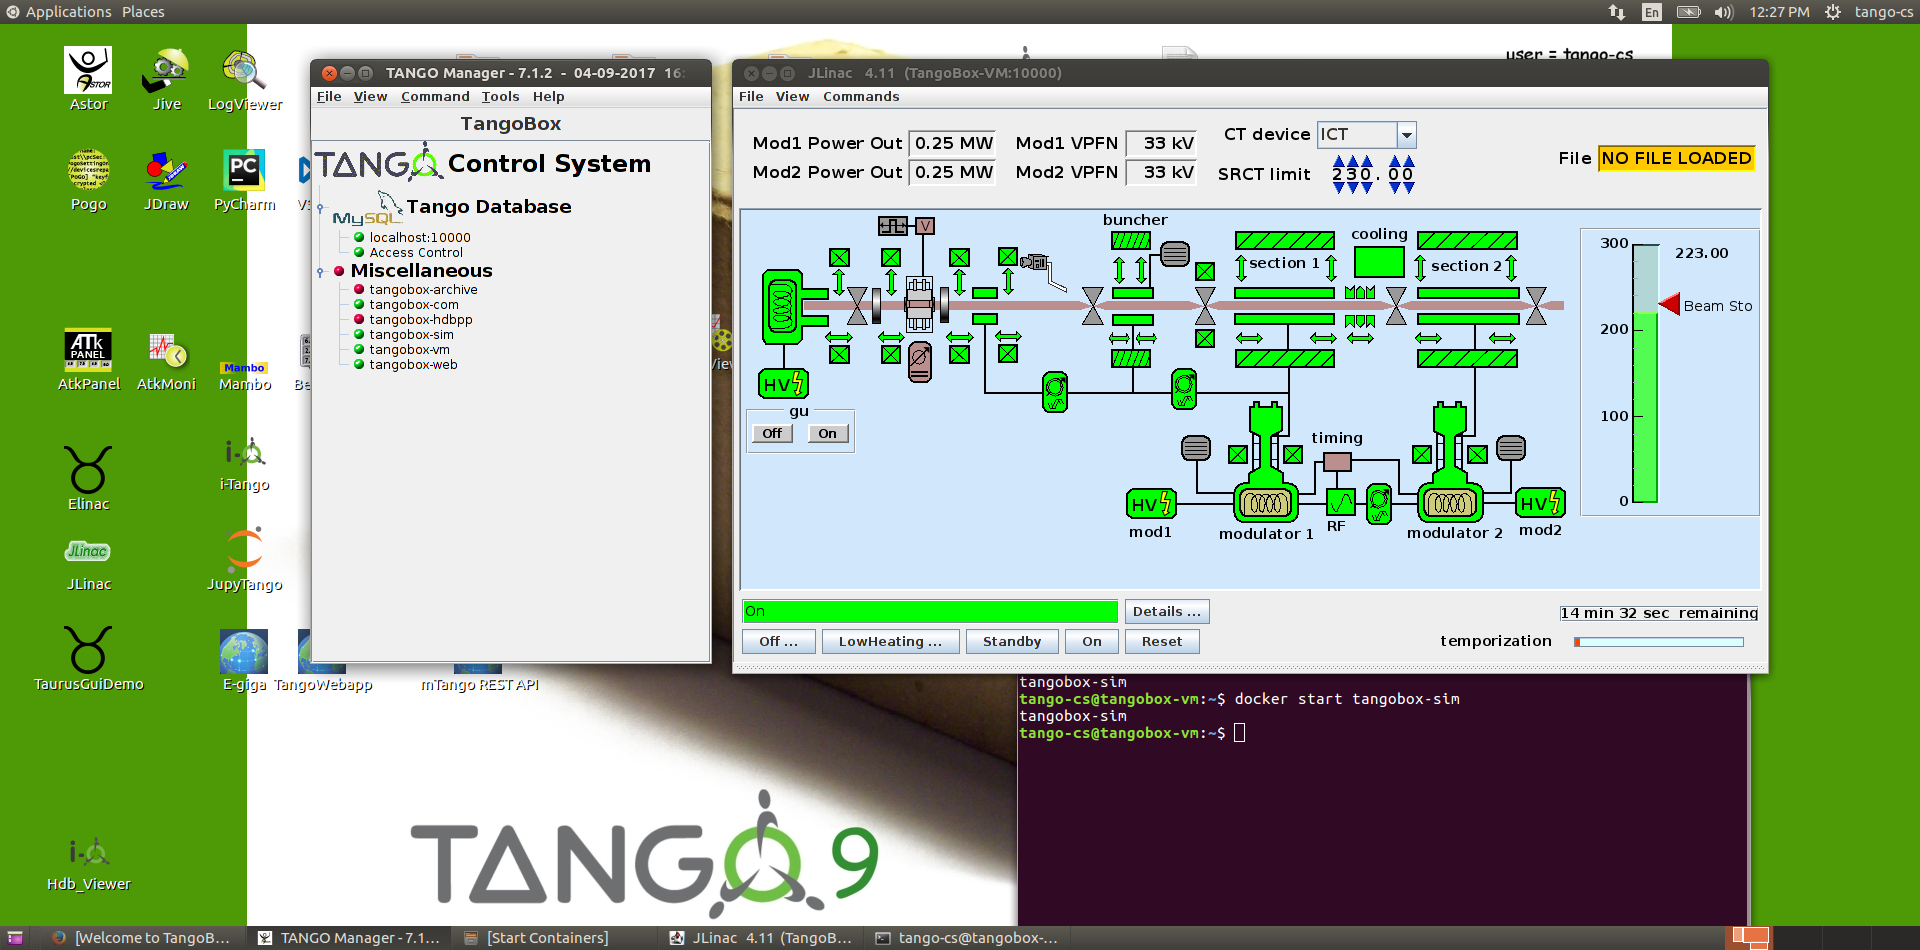 Applications Places
En 12:27 PM tango-cs
user = tango-cs
Astor
Jive
LogViewer
Pogo
JDraw
PyCharm
AtkPanel
AtkMoni
Mambo
Mambo
Elinac
i-Tango
JLinac
JLinac
JupyTango
TaurusGuiDemo
E-giga
TangoWebapp
mTango REST API
Hdb_Viewer
TANGO Manager - 7.1.2 - 04-09-2017 16:
File View Command Tools Help
TangoBox
TANGO Control System
MySQL Tango Database
localhost:10000
Access Control
Miscellaneous
tangobox-archive
tangobox-com
tangobox-hdbpp
tangobox-sim
tangobox-vm
tangobox-web
JLinac 4.11 (TangoBox-VM:10000)
File View Commands
Mod1 Power Out 0.25 MW Mod1 VPFN 33 kV CT device ICT
Mod2 Power Out 0.25 MW Mod2 VPFN 33 kV SRCT limit 230.00
File NO FILE LOADED
buncher
V
cooling
section 1
section 2
300
223.00
Beam Sto
200
100
0
HV
gu
Off On
timing
HV
mod1
modulator 1
RF
modulator 2
HV
mod2
On
Details ...
14 min 32 sec remaining
Off ... LowHeating ... Standby On Reset
temporization
tangobox-sim
tango-cs@tangobox-vm:~$ docker start tangobox-sim
tangobox-sim
tango-cs@tangobox-vm:~$
TANGO 9
[Welcome to TangoB... TANGO Manager - 7.1... [Start Containers] JLinac 4.11 (TangoB... tango-cs@tangobox-...